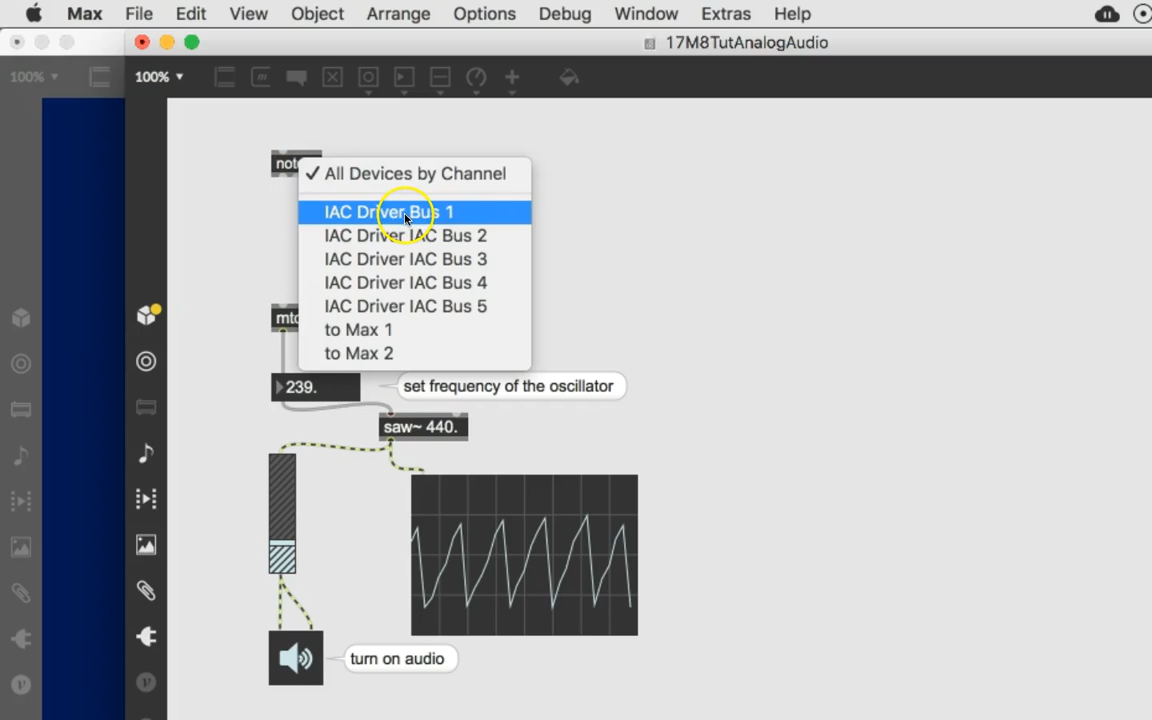 Max File Edit View Object Arrange Options Debug Window Extras Help
17M8TutAnalogAudio
100%
100%
All Devices by Channel
IAC Driver Bus 1
IAC Driver IAC Bus 2
IAC Driver IAC Bus 3
IAC Driver IAC Bus 4
IAC Driver IAC Bus 5
to Max 1
to Max 2
239.
set frequency of the oscillator
saw~ 440.
turn on audio